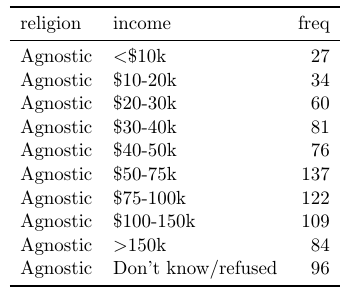 religion income freq
Agnostic <$10k 27
Agnostic $10-20k 34
Agnostic $20-30k 60
Agnostic $30-40k 81
Agnostic $40-50k 76
Agnostic $50-75k 137
Agnostic $75-100k 122
Agnostic $100-150k 109
Agnostic >150k 84
Agnostic Don't know/refused 96